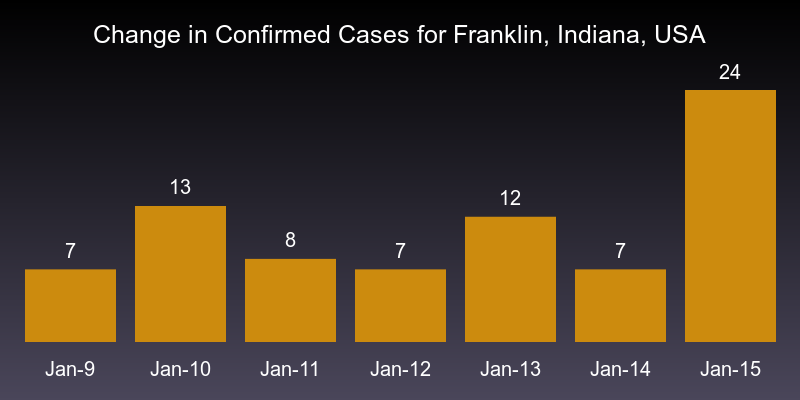 Change in Confirmed Cases for Franklin, Indiana, USA
24
13
12
8
7
7
7
Jan-9
Jan-10
Jan-11
Jan-12
Jan-13
Jan-14
Jan-15